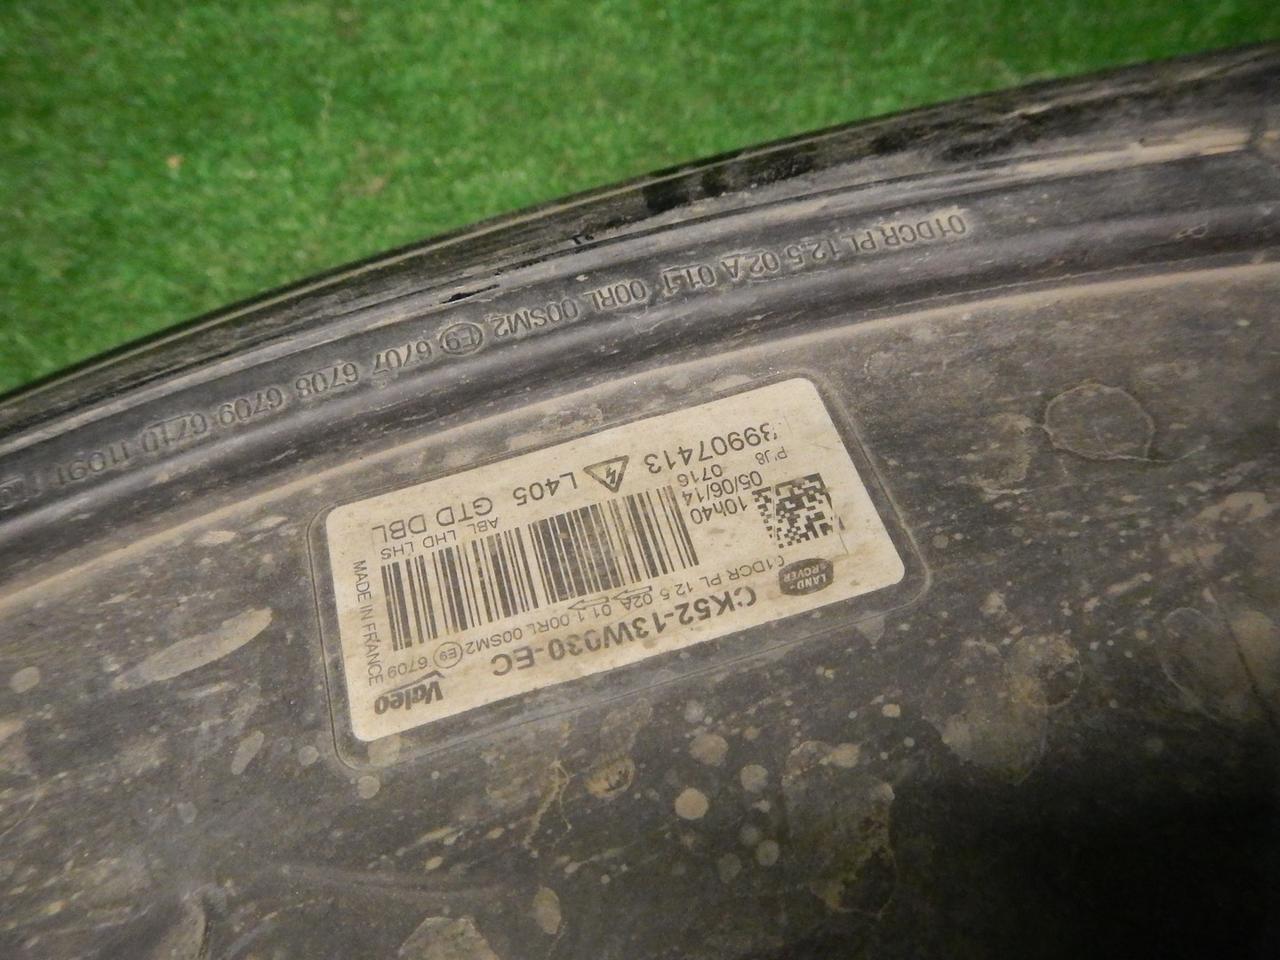 Valeo
CK52-13W030-EC
LAND-
ROVER
E9 6709
01DCR PL 12.5 02A 01.1 00RL 00SM2
MADE IN FRANCE
ABL LHD LHS
10h40
05/06/14
0716
P'J8
L405 GTD DBL
39907413
01DCR PL 12.5 02A 01.1 00RL 00SM2 E9 6707 6708 6709 6710 11091